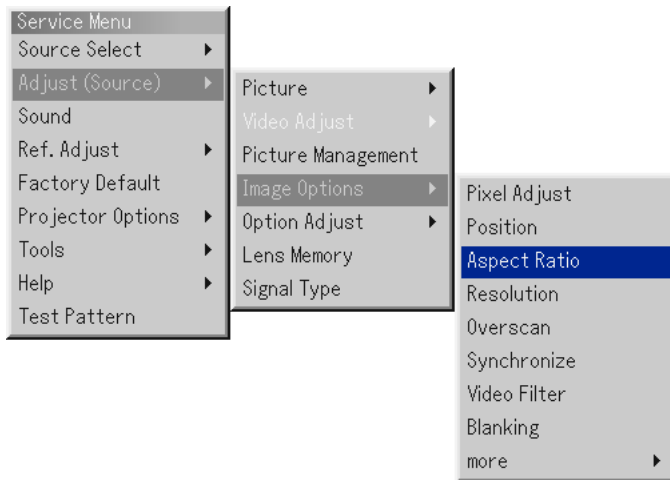 Service Menu
Source Select
Adjust (Source)
Sound
Ref. Adjust
Factory Default
Projector Options
Tools
Help
Test Pattern
Picture
Video Adjust
Picture Management
Image Options
Option Adjust
Lens Memory
Signal Type
Pixel Adjust
Position
Aspect Ratio
Resolution
Overscan
Synchronize
Video Filter
Blanking
more